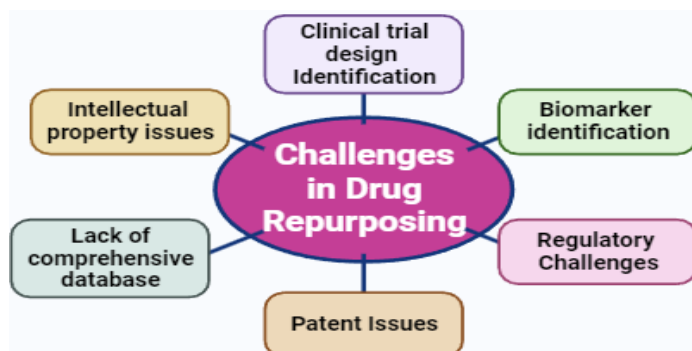 Clinical trial
design
Identification
Intellectual
property issues
Biomarker
identification
Challenges
in Drug
Repurposing
Lack of
comprehensive
database
Regulatory
Challenges
Patent Issues